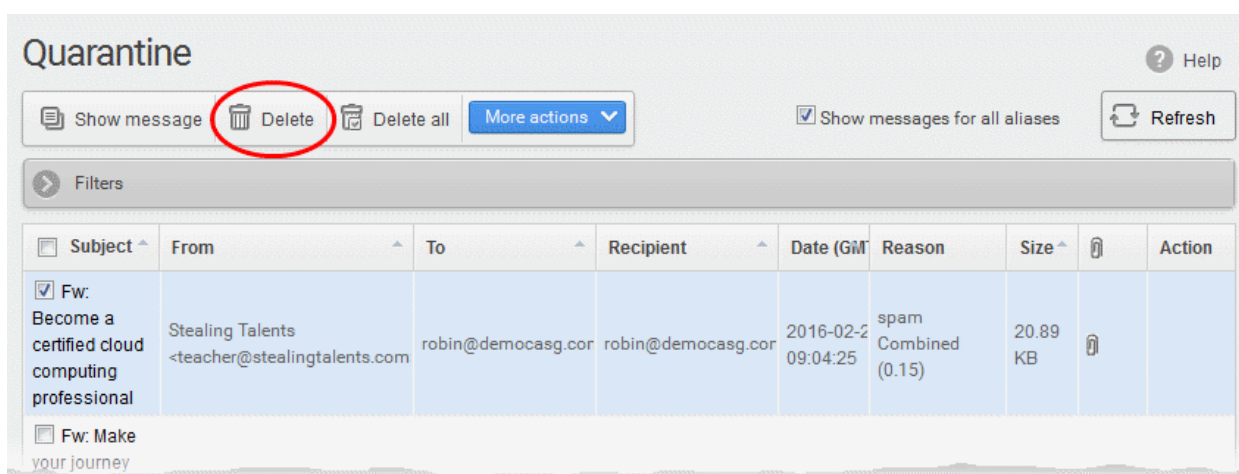 Quarantine
Help
Show message Delete Delete all More actions Show messages for all aliases Refresh
Filters
Subject From To Recipient Date (GMT Reason Size Action
Fw:
Become a
certified cloud
computing
professional
Stealing Talents
<teacher@stealingtalents.com
robin@democasg.cor
robin@democasg.cor
2016-02-2
09:04:25
spam
Combined
(0.15)
20.89
KB
Fw: Make
your journey